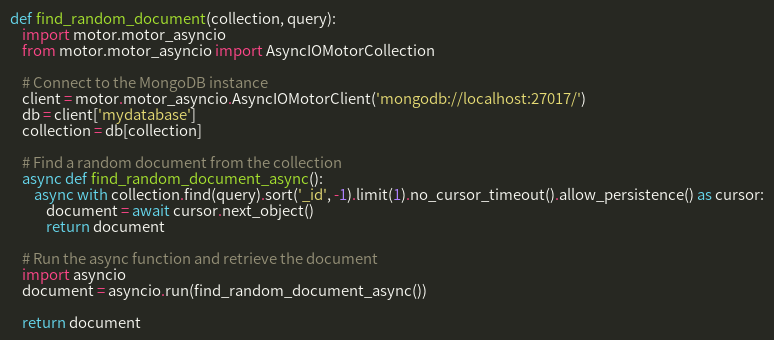 def find_random_document(collection, query):
    import motor.motor_asyncio
    from motor.motor_asyncio import AsyncIOMotorCollection

    # Connect to the MongoDB instance
    client = motor.motor_asyncio.AsyncIOMotorClient('mongodb://localhost:27017/')
    db = client['mydatabase']
    collection = db[collection]

    # Find a random document from the collection
    async def find_random_document_async():
        async with collection.find(query).sort('_id', -1).limit(1).no_cursor_timeout().allow_persistence() as cursor:
            document = await cursor.next_object()
            return document

    # Run the async function and retrieve the document
    import asyncio
    document = asyncio.run(find_random_document_async())

    return document